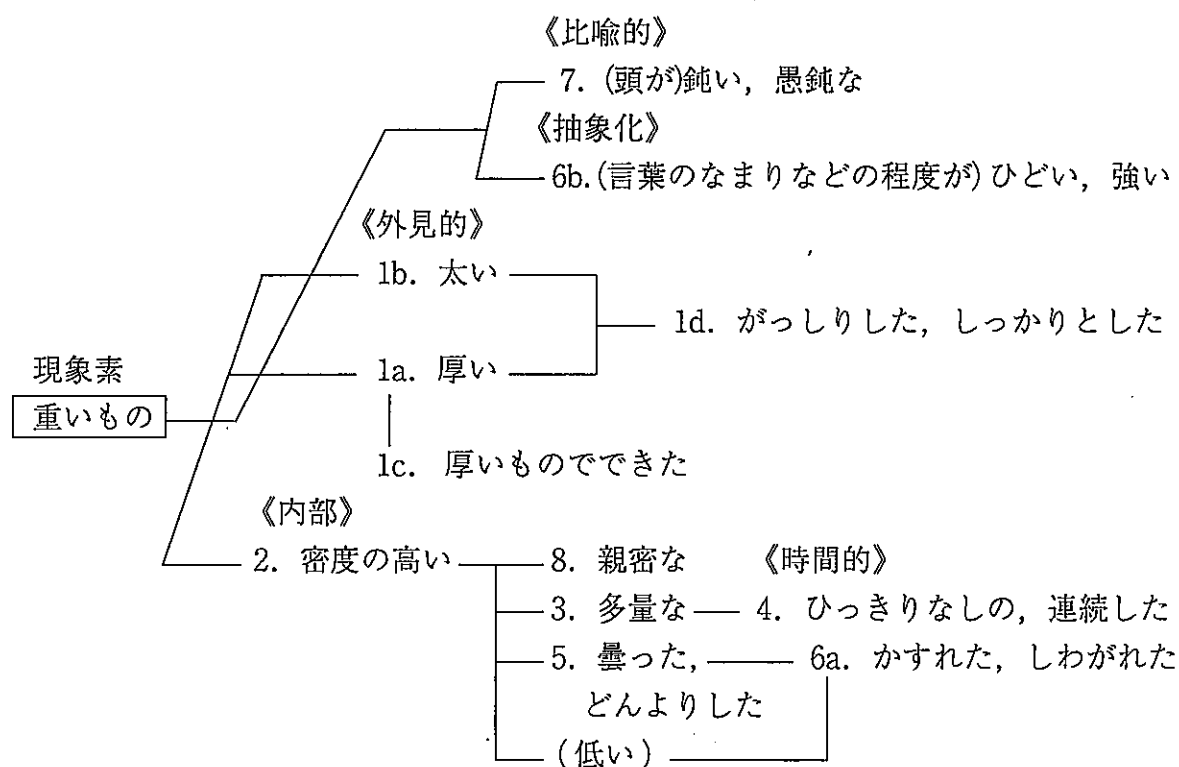 《比喩的》
7. (頭が)鈍い，愚鈍な
《抽象化》
6b.(言葉のなまりなどの程度が)ひどい，強い
《外見的》
1b. 太い
1d. がっしりした，しっかりとした
現象素
1a. 厚い
重いもの
1c. 厚いものでできた
《内部》
2. 密度の高い
8. 親密な
《時間的》
3. 多量な
4. ひっきりなしの，連続した
5. 曇った，
6a. かすれた，しわがれた
どんよりした
(低い)